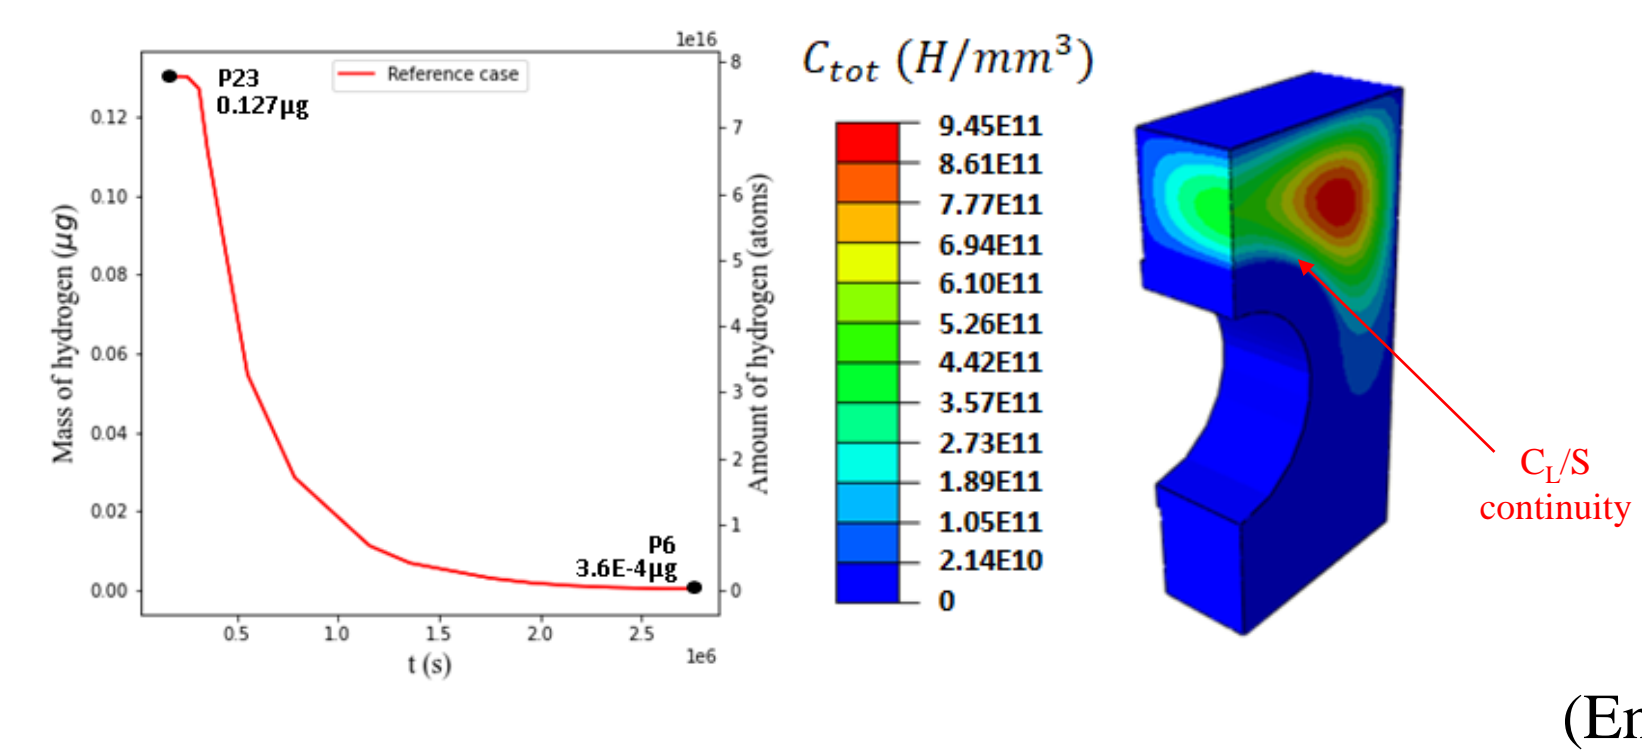 1e16
Reference case
P23
0.127µg
P6
3.6E-4µg
Mass of hydrogen (µg)
0.12
0.10
0.08
0.06
0.04
0.02
0.00
8
7
6
5
4
3
2
1
0
Amount of hydrogen (atoms)
0.5
1.0
1.5
2.0
2.5
1e6
t (s)
C_tot (H/mm³)
9.45E11
8.61E11
7.77E11
6.94E11
6.10E11
5.26E11
4.42E11
3.57E11
2.73E11
1.89E11
1.05E11
2.14E10
0
C_L/S
continuity